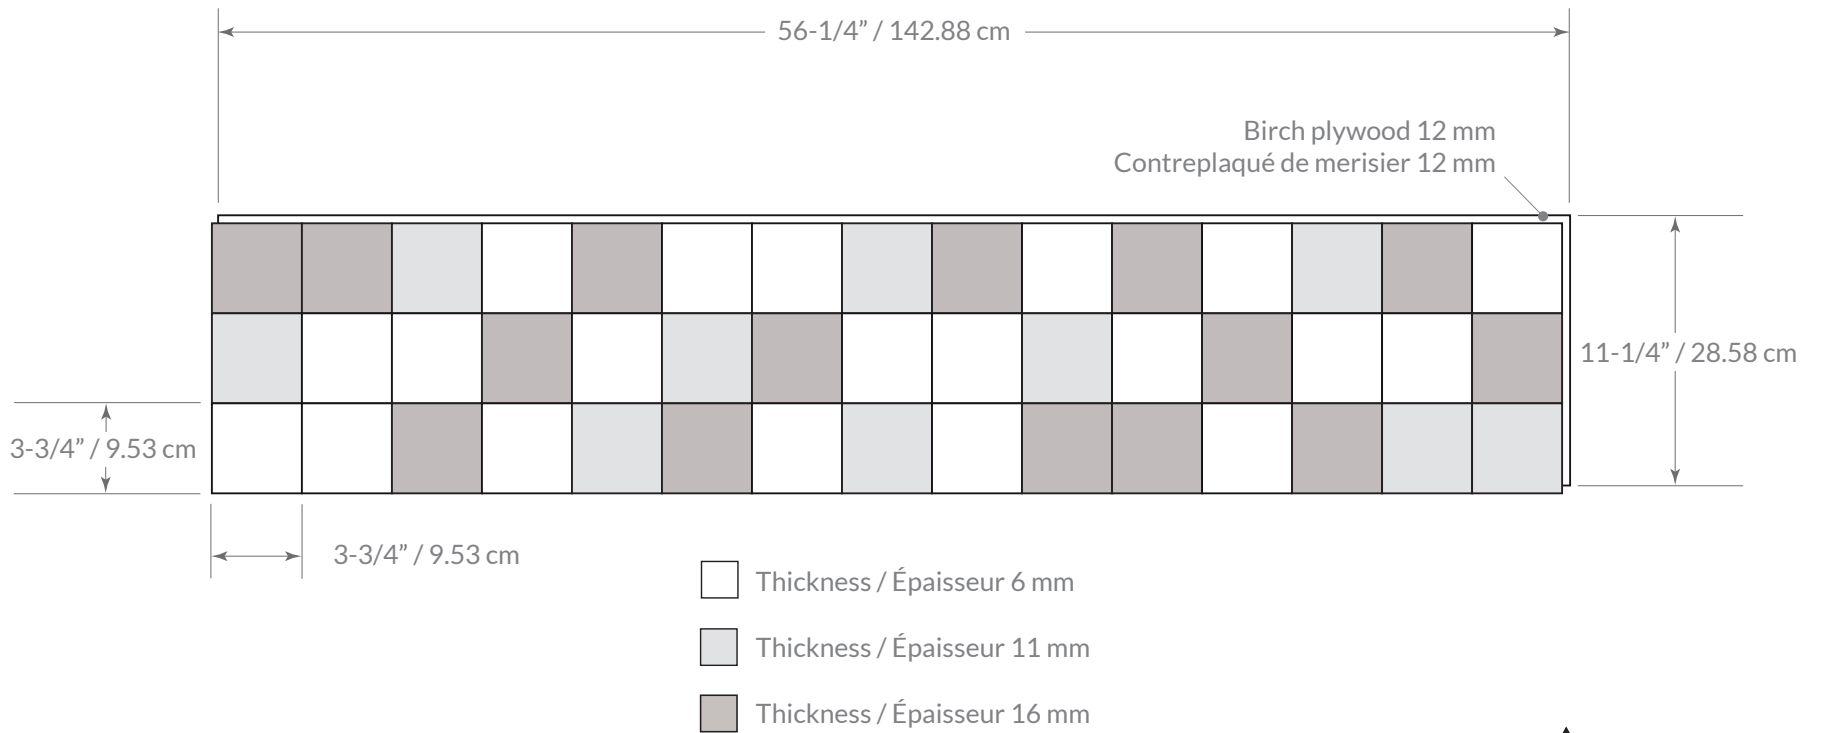 56-1/4” / 142.88 cm
Birch plywood 12 mm
Contreplaqué de merisier 12 mm
11-1/4” / 28.58 cm
3-3/4” / 9.53 cm
3-3/4” / 9.53 cm
Thickness / Épaisseur 6 mm
Thickness / Épaisseur 11 mm
Thickness / Épaisseur 16 mm